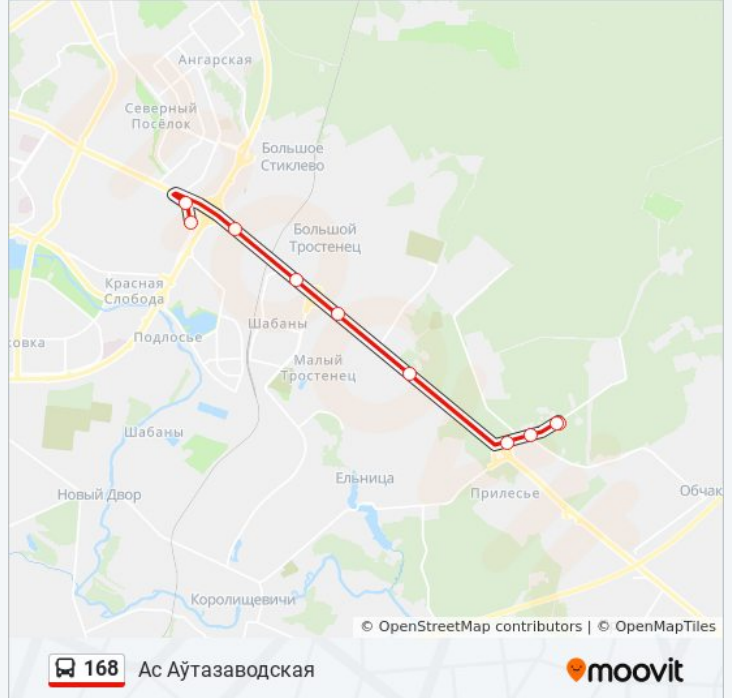 Ангарская
Северный
Посёлок
Большое
Стиклево
Большой
Тростенец
Красная
Слобода
Шабаны
Подлосье
ковка
Малый
Тростенец
Шабаны
Ельница
Новый Двор
Прилесье
Обчак
Королищевичи
© OpenStreetMap contributors | © OpenMapTiles
168 Ас Аўтазаводская
moovit